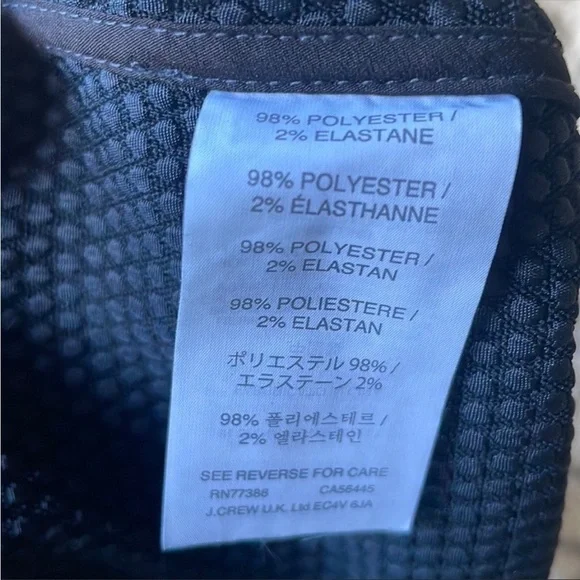 98% POLYESTER /
2% ELASTANE
98% POLYESTER /
2% ÉLASTHANNE
98% POLYESTER /
2% ELASTAN
98% POLIESTERE /
2% ELASTAN
ポリエステル 98% /
エラステーン 2%
98% 폴리에스테르 /
2% 엘라스테인
SEE REVERSE FOR CARE
RN77388 CA56445
J.CREW U.K. Ltd EC4V 6JA